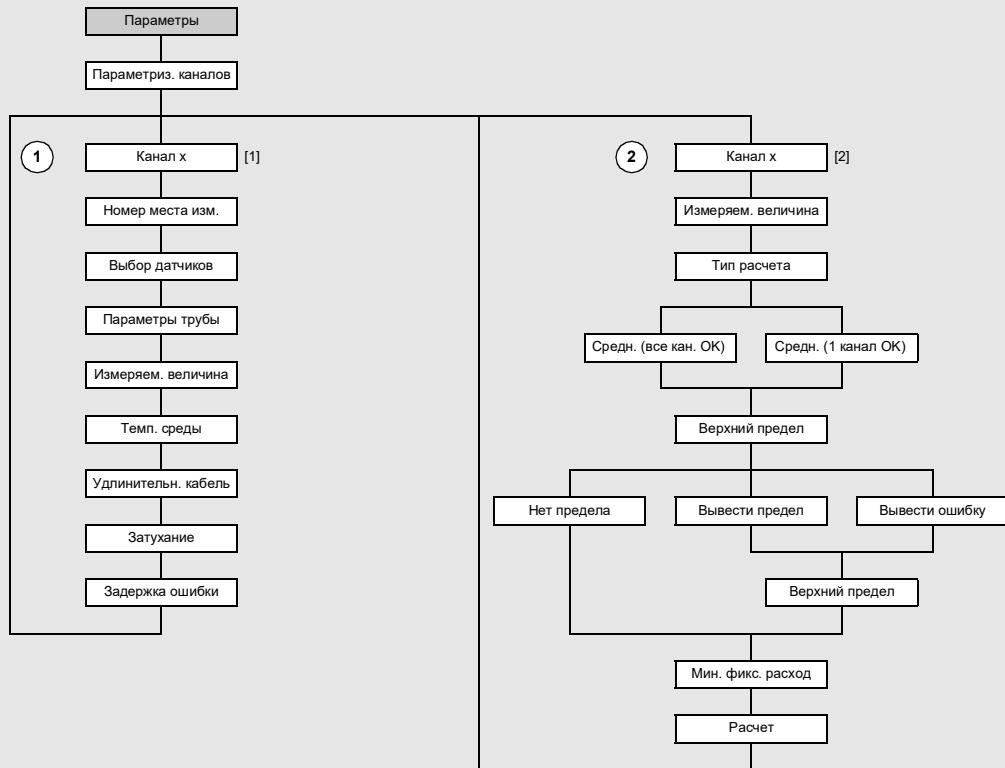 Параметры
Параметриз. каналов
1
Канал x
[1]
Номер места изм.
Выбор датчиков
Параметры трубы
Измеряем. величина
Темп. среды
Удлинительн. кабель
Затухание
Задержка ошибки
2
Канал x
[2]
Измеряем. величина
Тип расчета
Средн. (все кан. OK)
Средн. (1 канал OK)
Верхний предел
Нет предела
Вывести предел
Вывести ошибку
Верхний предел
Мин. фикс. расход
Расчет